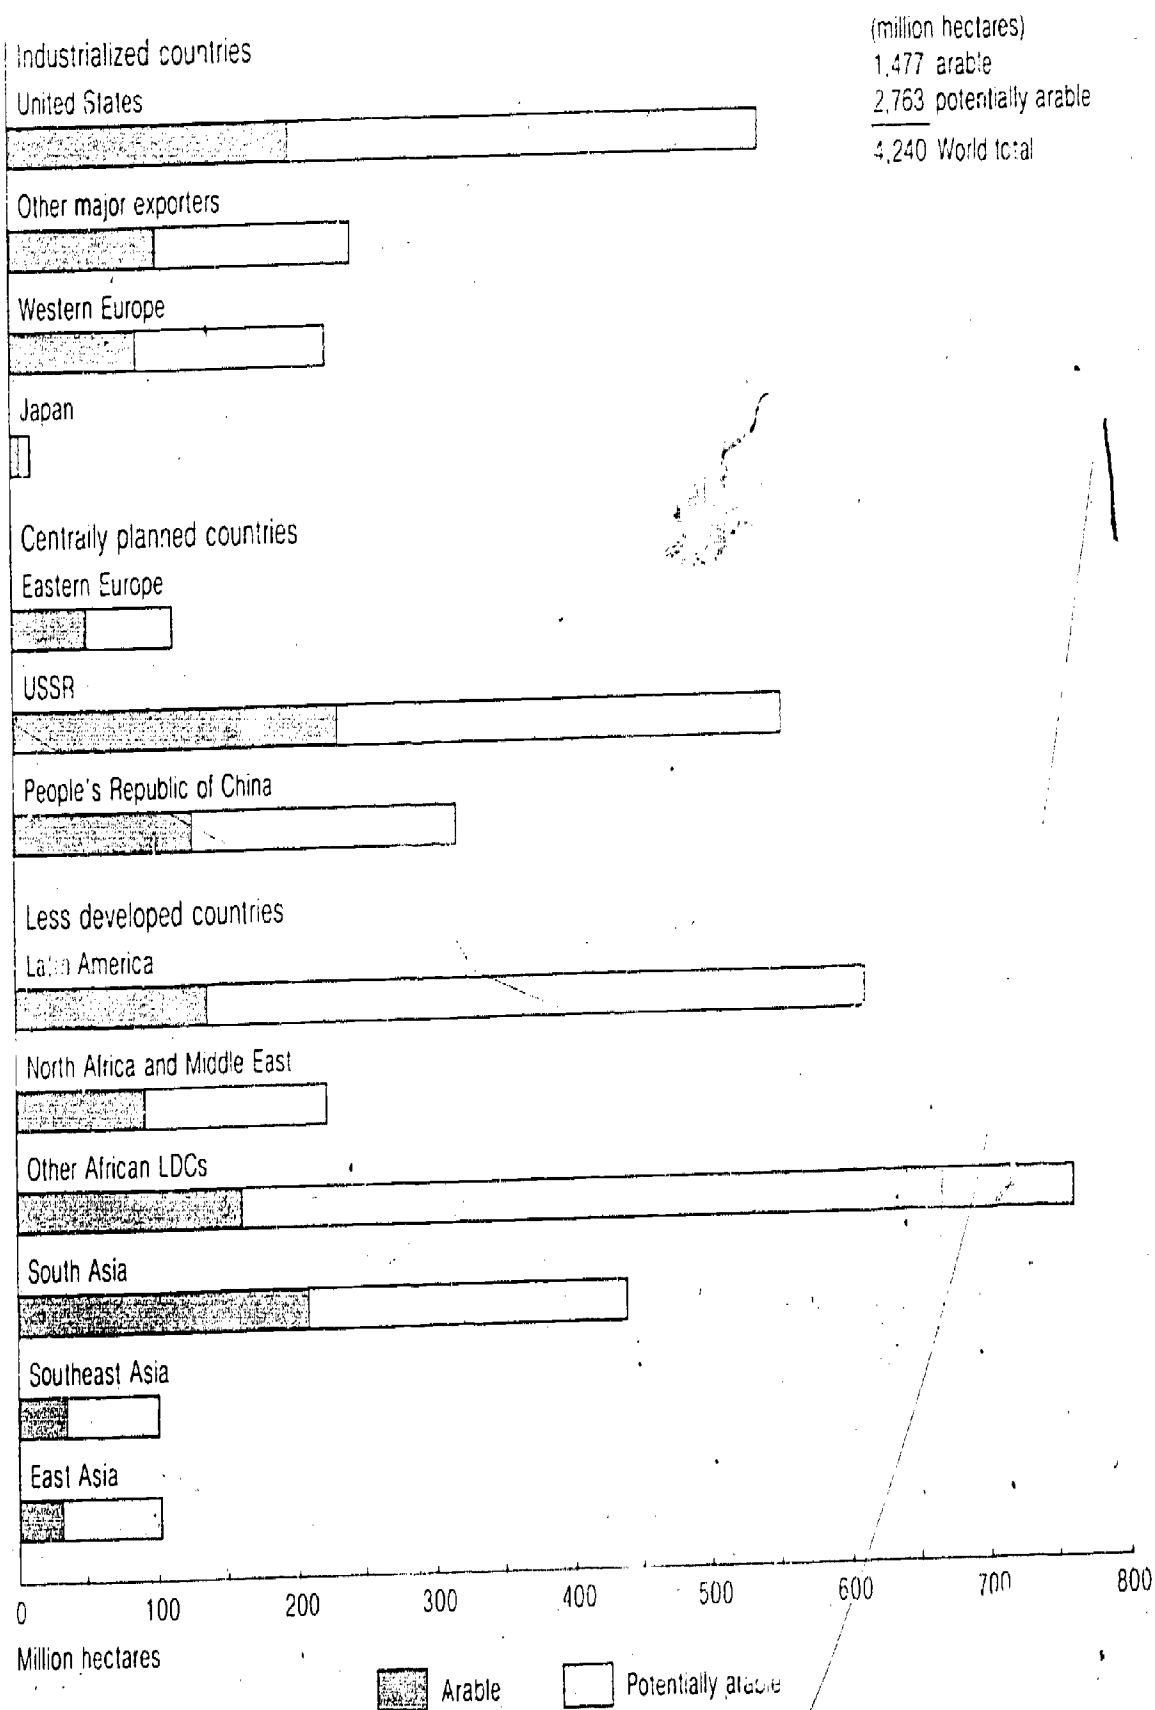 (million hectares)
1,477 arable
2,763 potentially arable
4,240 World total
Industrialized countries
United States
Other major exporters
Western Europe
Japan
Centrally planned countries
Eastern Europe
USSR
People's Republic of China
Less developed countries
Latin America
North Africa and Middle East
Other African LDCs
South Asia
Southeast Asia
East Asia
0 100 200 300 400 500 600 700 800
Million hectares
Arable Potentially arable